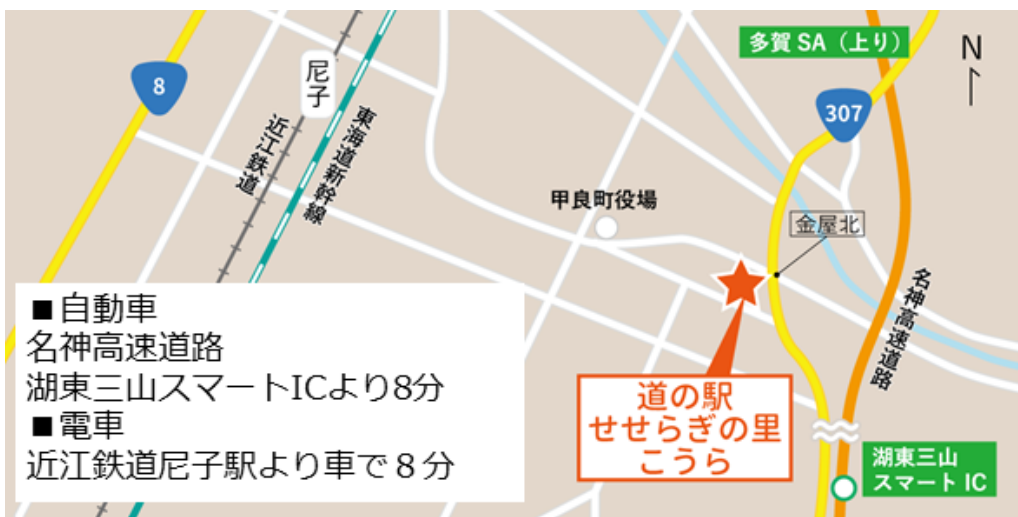 多賀 SA（上り）
N
8
尼子
307
近江鉄道
東海道新幹線
甲良町役場
金屋北
名神高速道路
■自動車
名神高速道路
湖東三山スマートICより8分
■電車
近江鉄道尼子駅より車で８分
道の駅
せせらぎの里
こうら
湖東三山
スマート IC